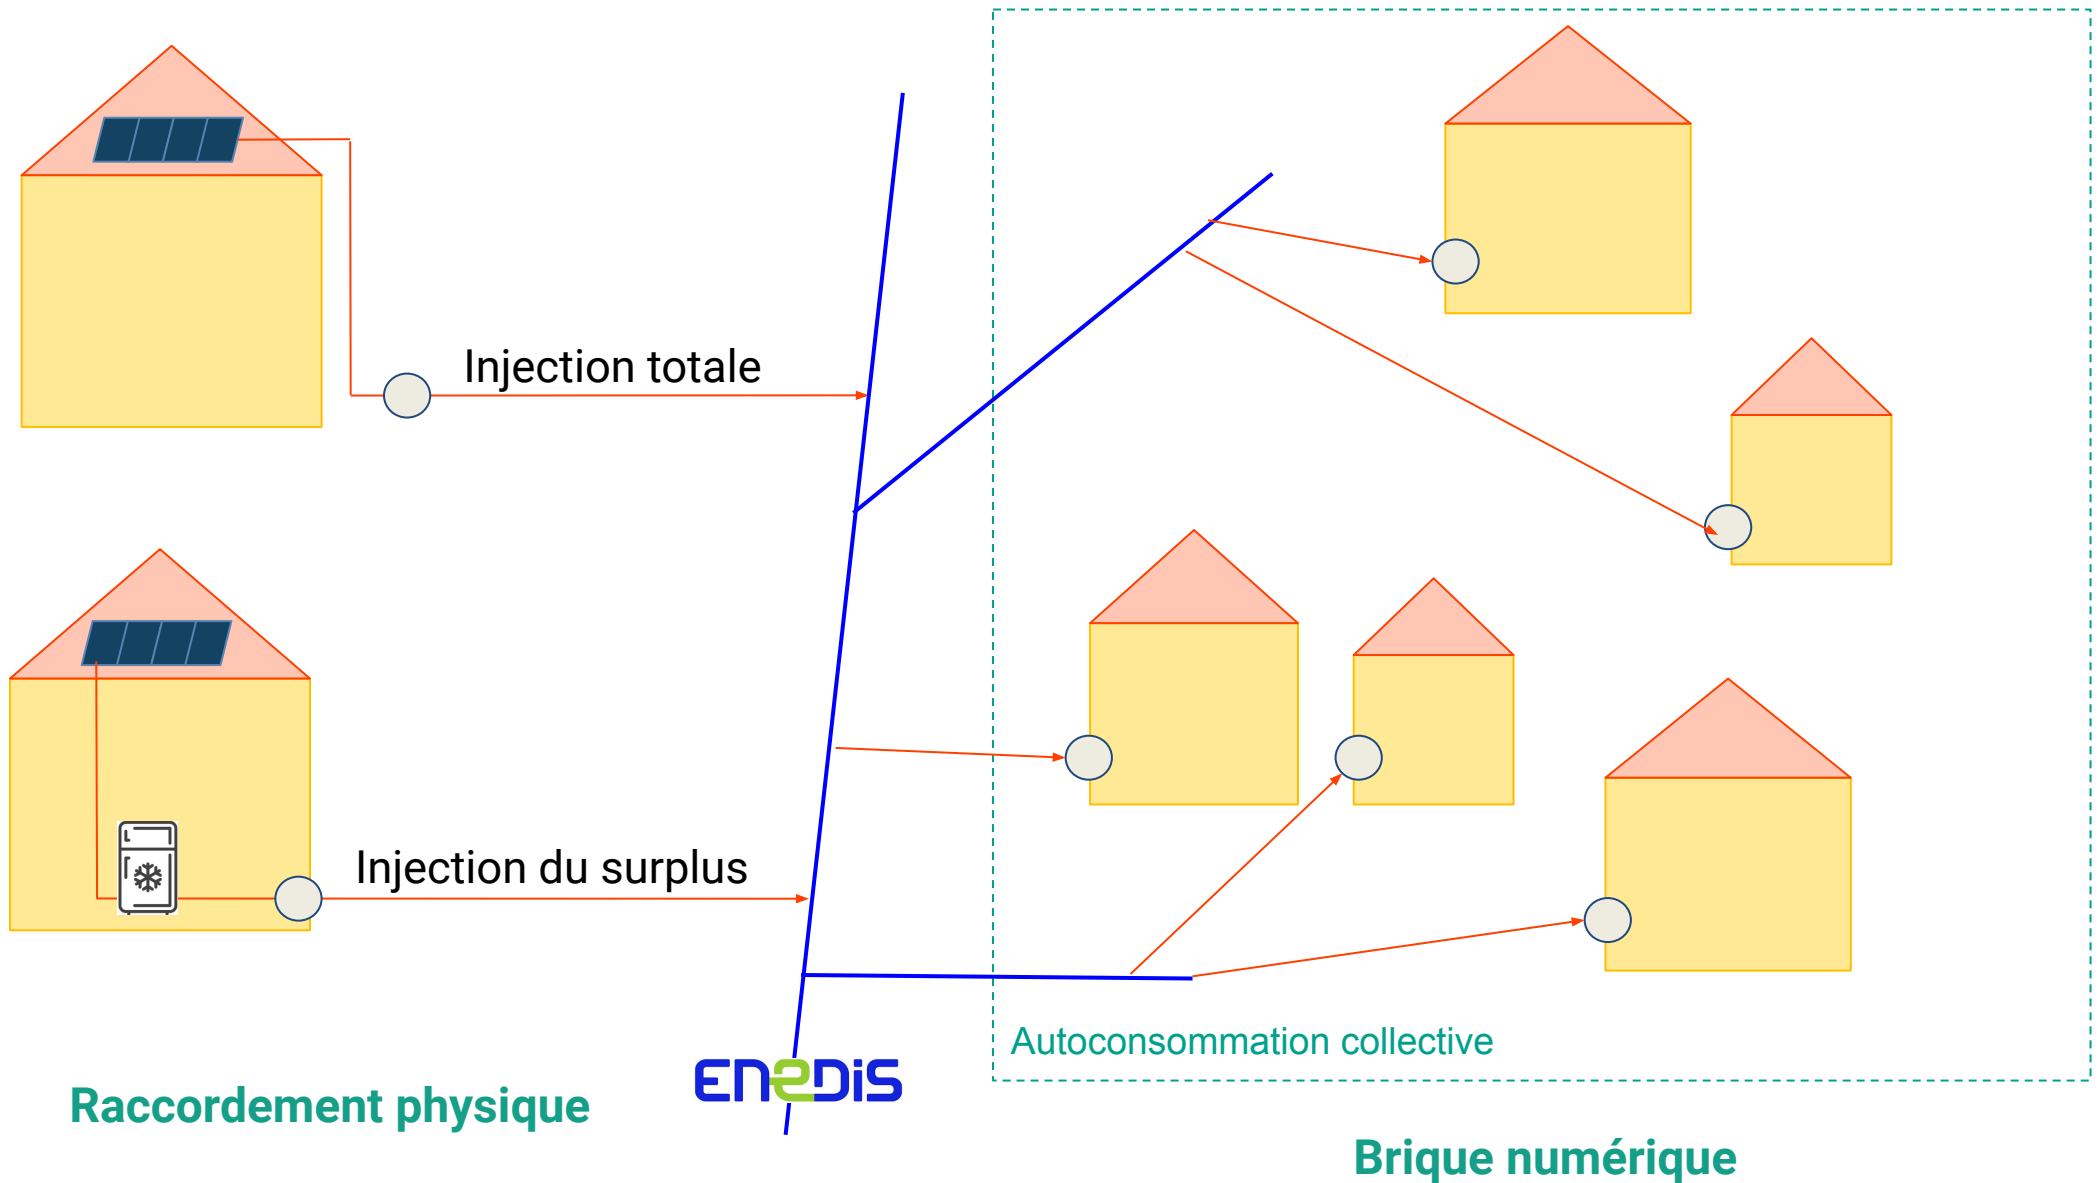 Injection totale
Injection du surplus
Autoconsommation collective
ENEDIS
Raccordement physique
Brique numérique